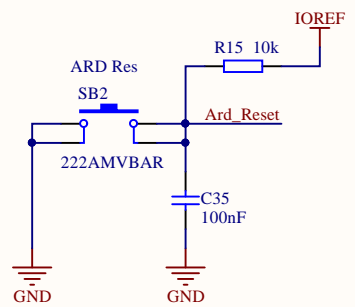 IOREF
R15 10k
ARD Res
SB2
Ard_Reset
222AMVBAR
C35
100nF
GND
GND